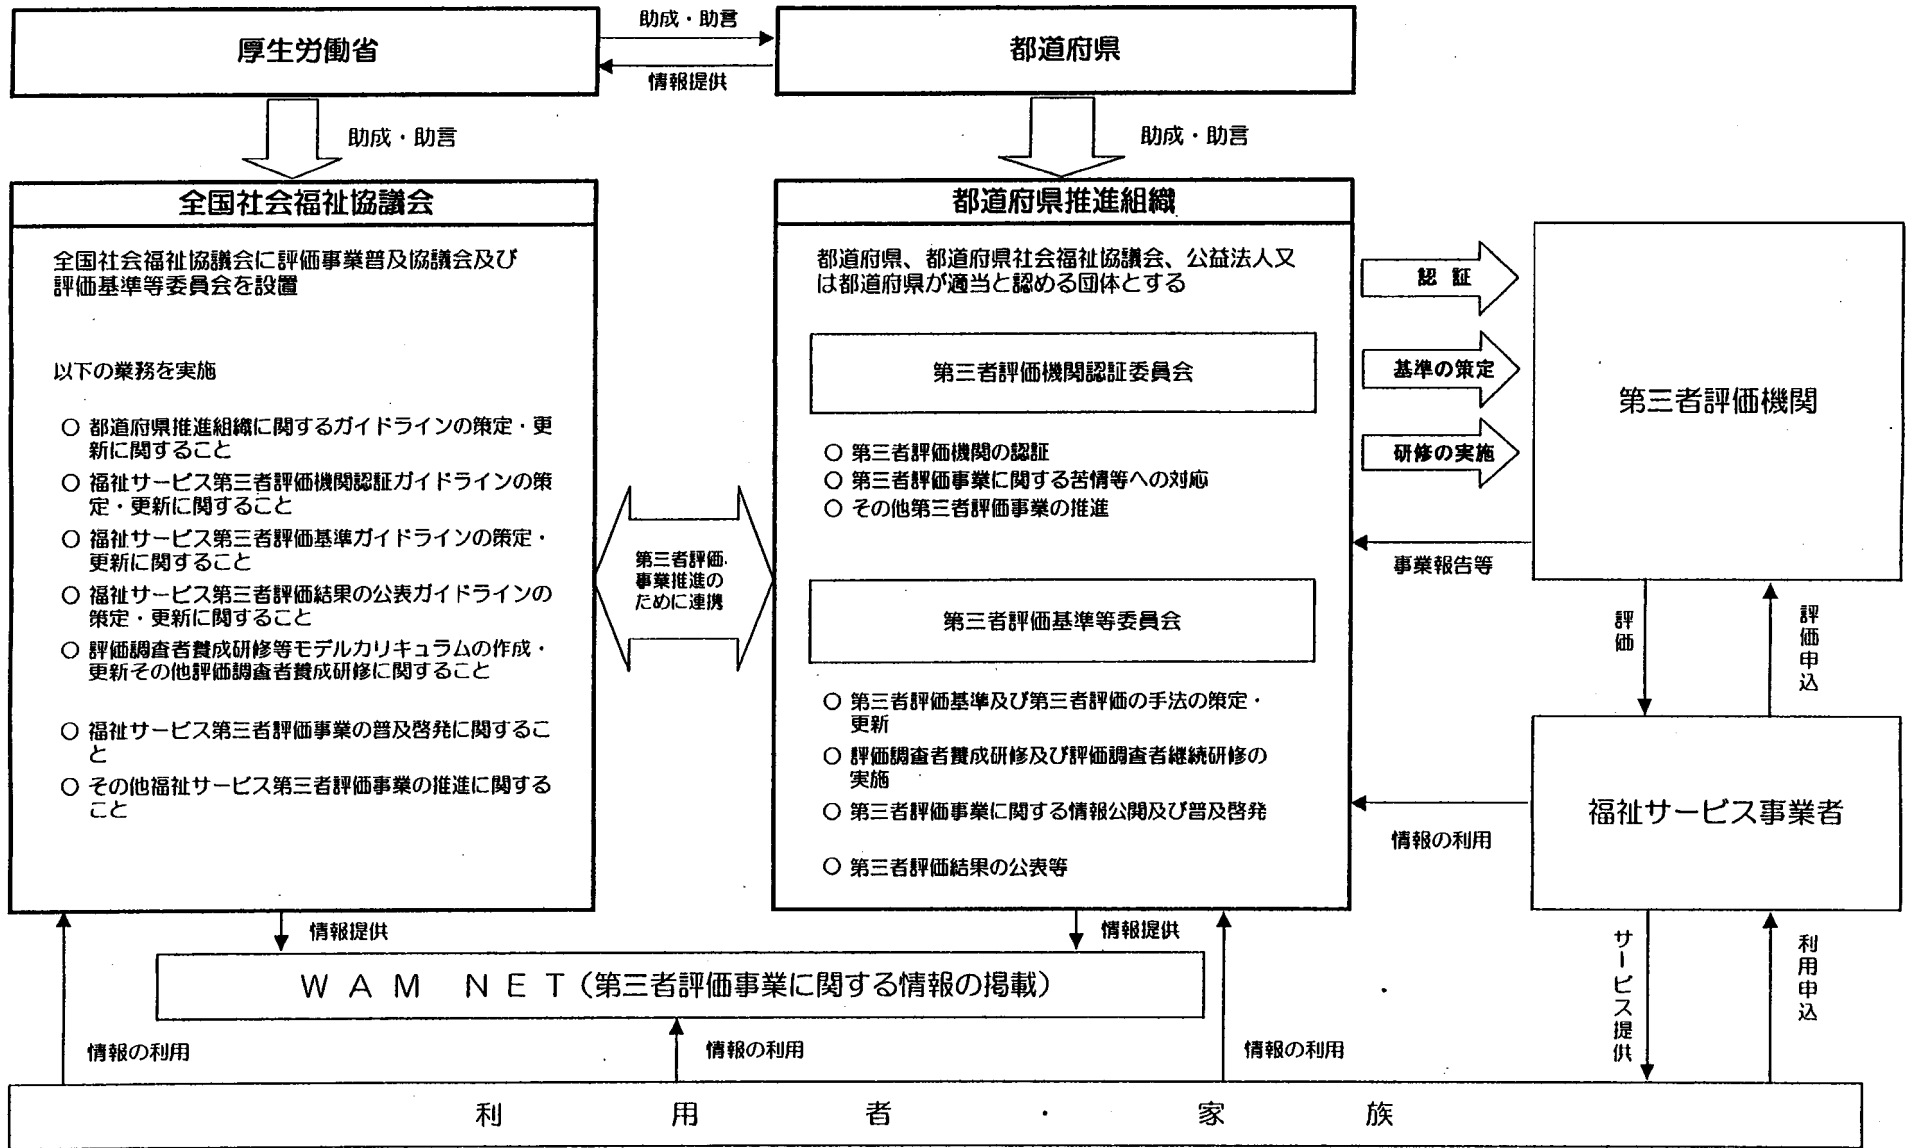 厚生労働省
助成・助言
情報提供
都道府県
助成・助言
助成・助言
全国社会福祉協議会
全国社会福祉協議会に評価事業普及協議会及び
評価基準等委員会を設置
以下の業務を実施
○ 都道府県推進組織に関するガイドラインの策定・更
新に関すること
○ 福祉サービス第三者評価機関認証ガイドラインの策
定・更新に関すること
○ 福祉サービス第三者評価基準ガイドラインの策定・
更新に関すること
○ 福祉サービス第三者評価結果の公表ガイドラインの
策定・更新に関すること
○ 評価調査者養成研修等モデルカリキュラムの作成・
更新その他評価調査者養成研修に関すること
○ 福祉サービス第三者評価事業の普及啓発に関するこ
と
○ その他福祉サービス第三者評価事業の推進に関する
こと
第三者評価
事業推進の
ために連携
都道府県推進組織
都道府県、都道府県社会福祉協議会、公益法人又
は都道府県が適当と認める団体とする
第三者評価機関認証委員会
○ 第三者評価機関の認証
○ 第三者評価事業に関する苦情等への対応
○ その他第三者評価事業の推進
第三者評価基準等委員会
○ 第三者評価基準及び第三者評価の手法の策定・
更新
○ 評価調査者養成研修及び評価調査者継続研修の
実施
○ 第三者評価事業に関する情報公開及び普及啓発
○ 第三者評価結果の公表等
認 証
基準の策定
研修の実施
事業報告等
第三者評価機関
評価
評価申込
福祉サービス事業者
情報の利用
サービス提供
利用申込
情報提供
情報提供
ＷＡＭ ＮＥＴ（第三者評価事業に関する情報の掲載）
情報の利用
情報の利用
情報の利用
利用者・家族